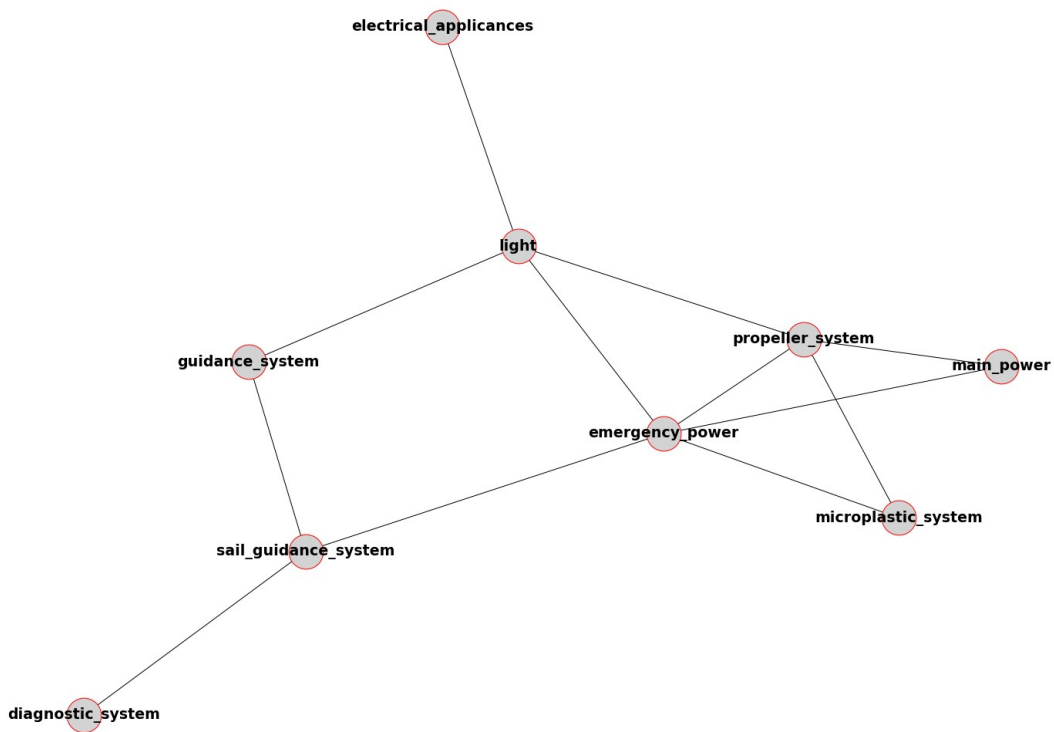 electrical_applicances
light
propeller_system
guidance_system
main_power
emergency_power
microplastic_system
sail_guidance_system
diagnostic_system